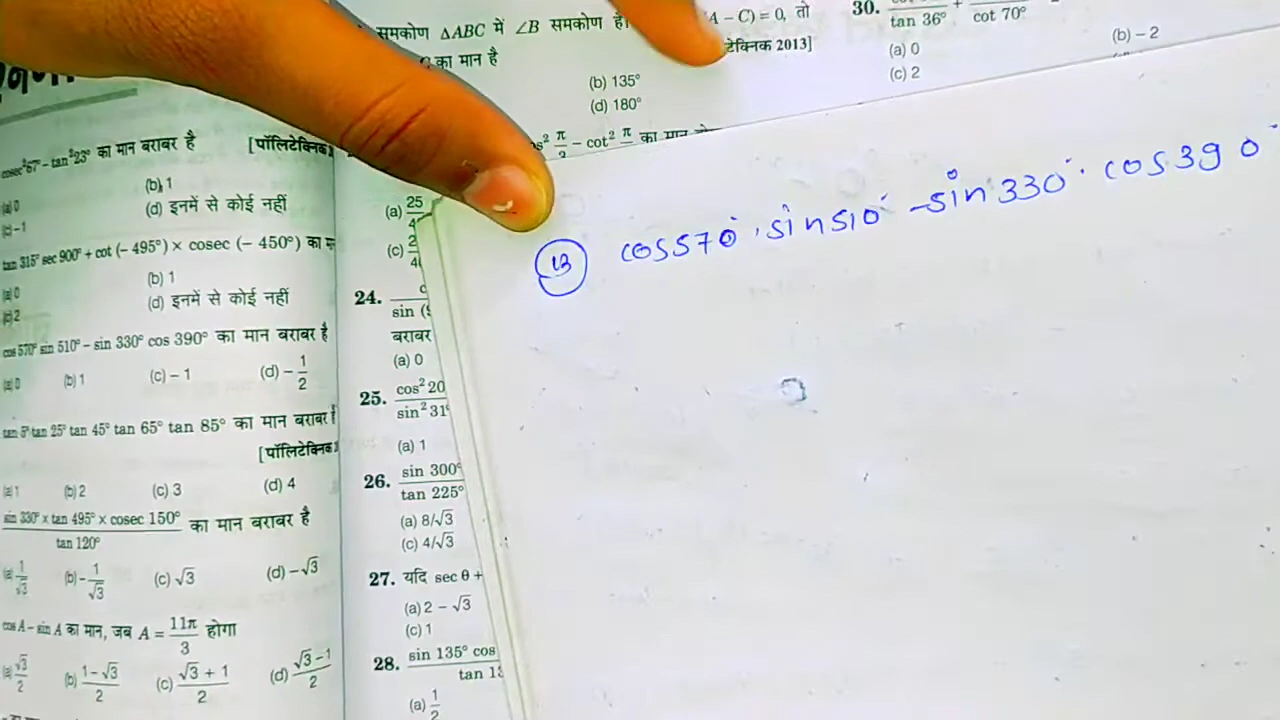 cosec²67° – tan²23° का मान बराबर है
[पॉलिटेक्निक
(a) 0
(b) 1
(c) –1
(d) इनमें से कोई नहीं
tan 315° sec 900° + cot (– 495°) × cosec (– 450°) का
(a) 0
(b) 1
(c) 2
(d) इनमें से कोई नहीं
cos 570° sin 510° – sin 330° cos 390° का मान बराबर है
(a) 0 (b) 1 (c) – 1 (d) – 1/2
tan 5° tan 25° tan 45° tan 65° tan 85° का मान बराबर
[पॉलिटेक्निक
(a) 1 (b) 2 (c) 3 (d) 4
sin 330° × tan 495° × cosec 150° / tan 120° का मान बराबर है
(a) 1/√3 (b) – 1/√3 (c) √3 (d) – √3
cos A – sin A का मान, जब A = 11π/3 होगा
(a) √3/2 (b) 1 – √3/2 (c) √3 + 1/2 (d) √3 – 1/2
समकोण ΔABC में ∠B समकोण है।
A – C) = 0, तो
टेक्निक 2013]
का मान है
(b) 135°
(d) 180°
π/2 – cot² π का मान
(a) 25
(c)
24.
sin (
बराबर
(a) 0
25. cos² 20 / sin² 31
(a) 1
26. sin 300° / tan 225°
(a) 8/√3
(c) 4/√3
27. यदि sec θ +
(a) 2 – √3
(c) 1
28. sin 135° cos / tan 1
(a) 1/2
30. tan 36° + cot 70°
(a) 0
(b) – 2
(c) 2
13 cos570°.sin510° -sin330°.cos390°